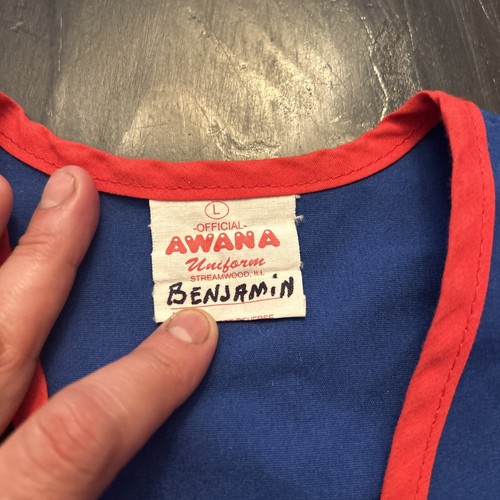 L
-OFFICIAL-
AWANA
Uniform
STREAMWOOD, ILL
BENJAMIN